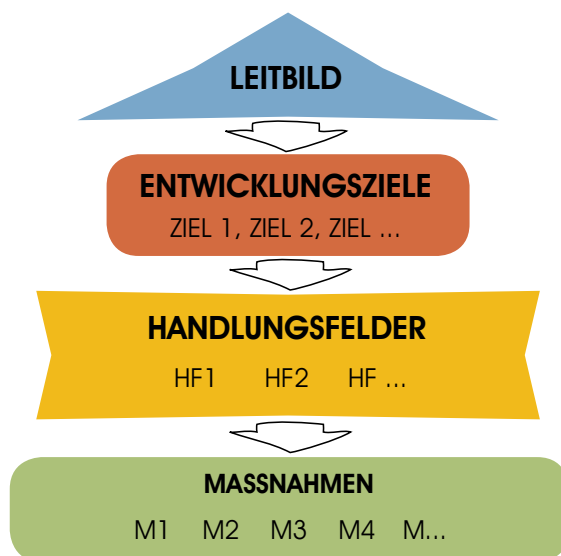 LEITBILD
ENTWICKLUNGSZIELE
ZIEL 1, ZIEL 2, ZIEL ...
HANDLUNGSFELDER
HF1 HF2 HF ...
MASSNAHMEN
M1 M2 M3 M4 M...